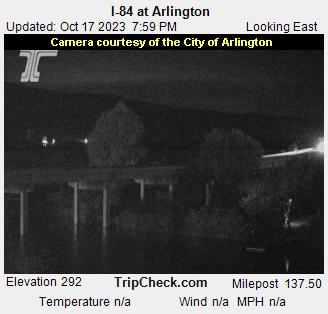 I-84 at Arlington
Updated: Oct 17 2023 7:59 PM Looking East
Camera courtesy of the City of Arlington
Elevation 292 TripCheck.com Milepost 137.50
Temperature n/a Wind n/a MPH n/a